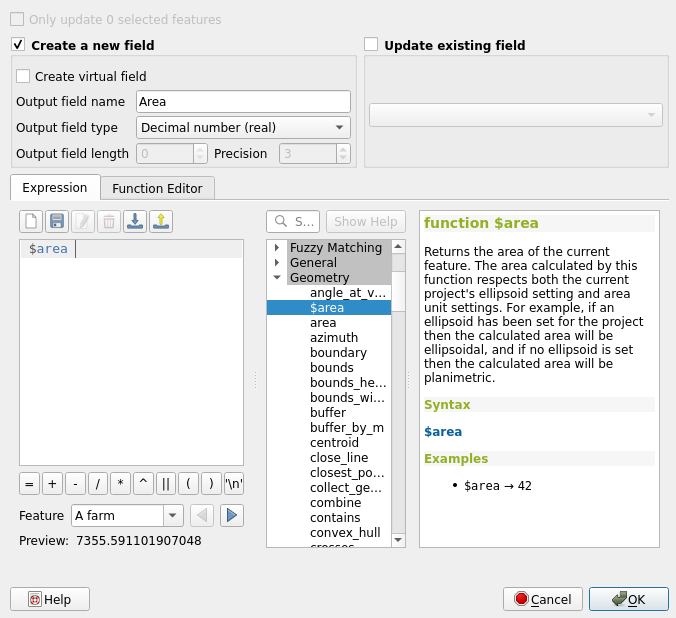 Only update 0 selected features
Create a new field
Update existing field
Create virtual field
Output field name Area
Output field type Decimal number (real)
Output field length 0 Precision 3
Expression Function Editor
S... Show Help
$area
Fuzzy Matching
General
Geometry
angle_at_v...
$area
area
azimuth
boundary
bounds
bounds_he...
bounds_wi...
buffer
buffer_by_m
centroid
close_line
closest_po...
collect_ge...
combine
contains
convex_hull
crosses
function $area
Returns the area of the current
feature. The area calculated by this
function respects both the current
project's ellipsoid setting and area
unit settings. For example, if an
ellipsoid has been set for the project
then the calculated area will be
ellipsoidal, and if no ellipsoid is set
then the calculated area will be
planimetric.
Syntax
$area
Examples
• $area → 42
= + - / * ^ || ( ) '\n'
Feature A farm
Preview: 7355.591101907048
Help Cancel OK